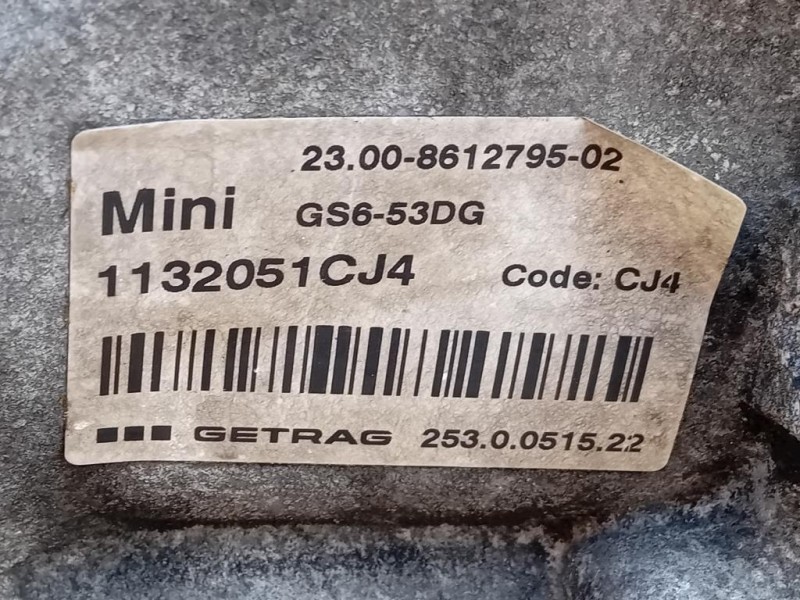 23.00-8612795-02
Mini GS6-53DG
1132051CJ4 Code: CJ4
GETRAG 253.0.0515.22